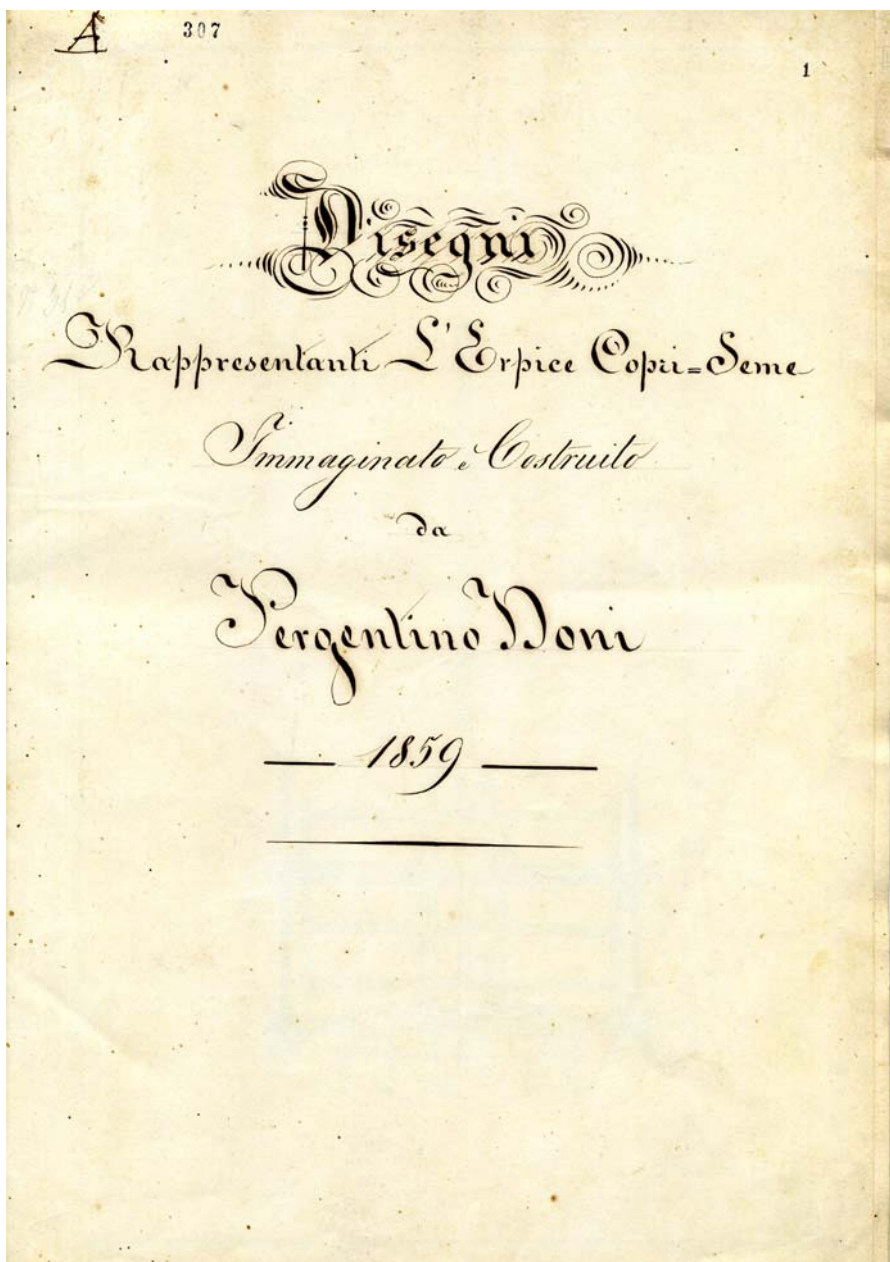 A 307
1
Disegni
Rappresentanti L'Erpice Copri=Seme
Immaginato e Costruito
da
Pergentino Doni
1859